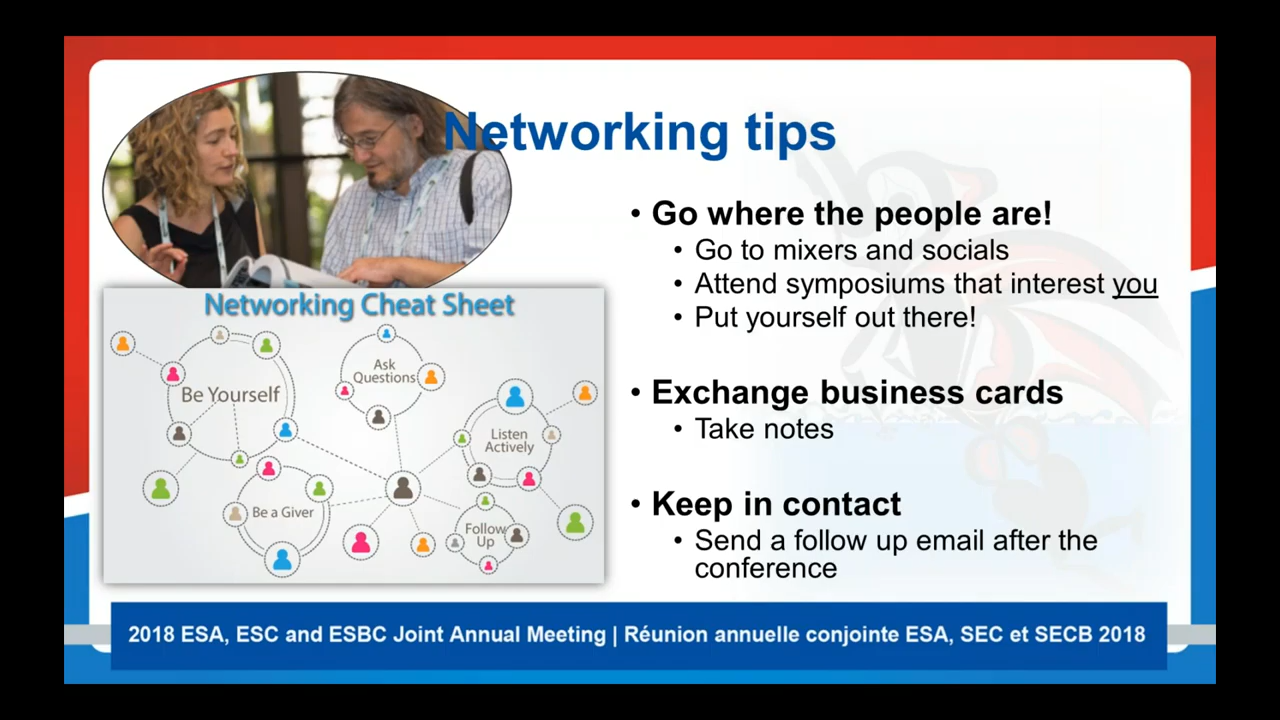 Networking tips
• Go where the people are!
• Go to mixers and socials
• Attend symposiums that interest you
• Put yourself out there!
• Exchange business cards
• Take notes
• Keep in contact
• Send a follow up email after the
conference
Networking Cheat Sheet
Be Yourself
Ask
Questions
Listen
Actively
Be a Giver
Follow
Up
2018 ESA, ESC and ESBC Joint Annual Meeting | Réunion annuelle conjointe ESA, SEC et SECB 2018